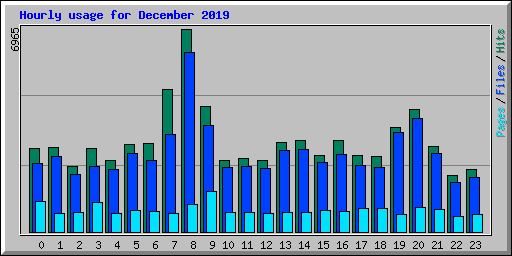 Hourly usage for December 2019
6965
Pages / Files / Hits
0 1 2 3 4 5 6 7 8 9 10 11 12 13 14 15 16 17 18 19 20 21 22 23